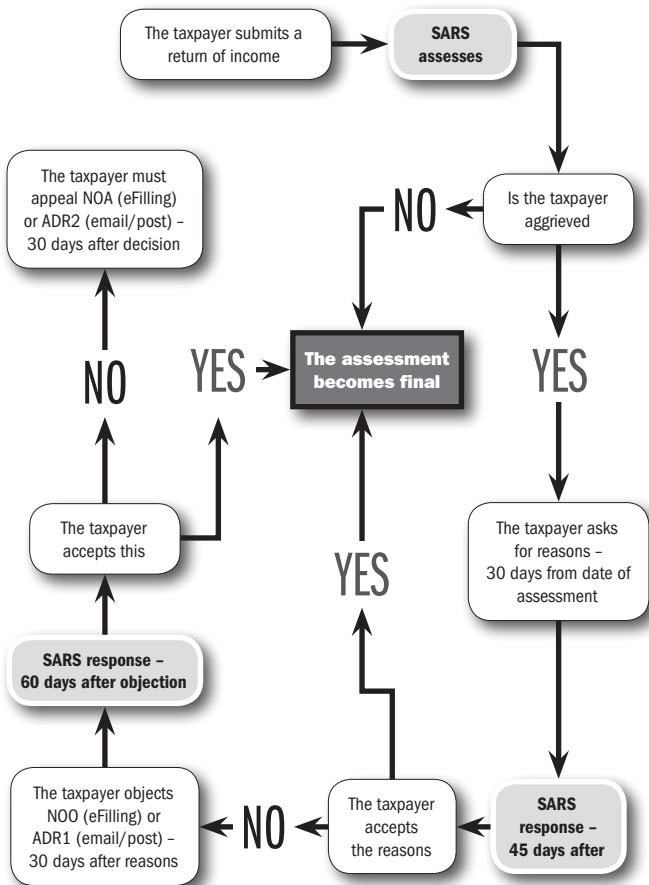 The taxpayer submits a
return of income
SARS
assesses
Is the taxpayer
aggrieved
NO
The assessment
becomes final
YES
The taxpayer asks
for reasons –
30 days from date of
assessment
SARS
response –
45 days after
The taxpayer
accepts
the reasons
YES
NO
The taxpayer objects
NOO (eFilling) or
ADR1 (email/post) –
30 days after reasons
SARS response –
60 days after objection
The taxpayer
accepts this
YES
NO
The taxpayer must
appeal NOA (eFilling)
or ADR2 (email/post) –
30 days after decision